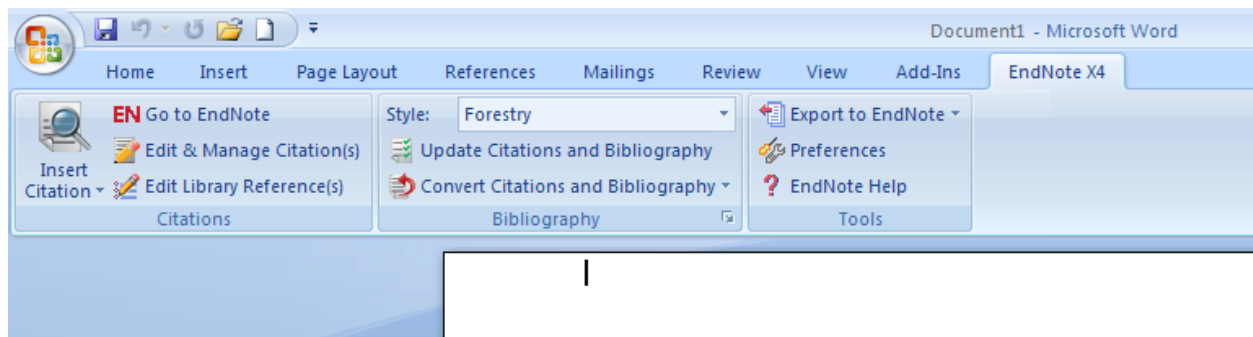 Document1 - Microsoft Word
Home Insert Page Layout References Mailings Review View Add-Ins EndNote X4
Insert Citation
EN Go to EndNote
Edit & Manage Citation(s)
Edit Library Reference(s)
Citations
Style: Forestry
Update Citations and Bibliography
Convert Citations and Bibliography
Bibliography
Export to EndNote
Preferences
? EndNote Help
Tools